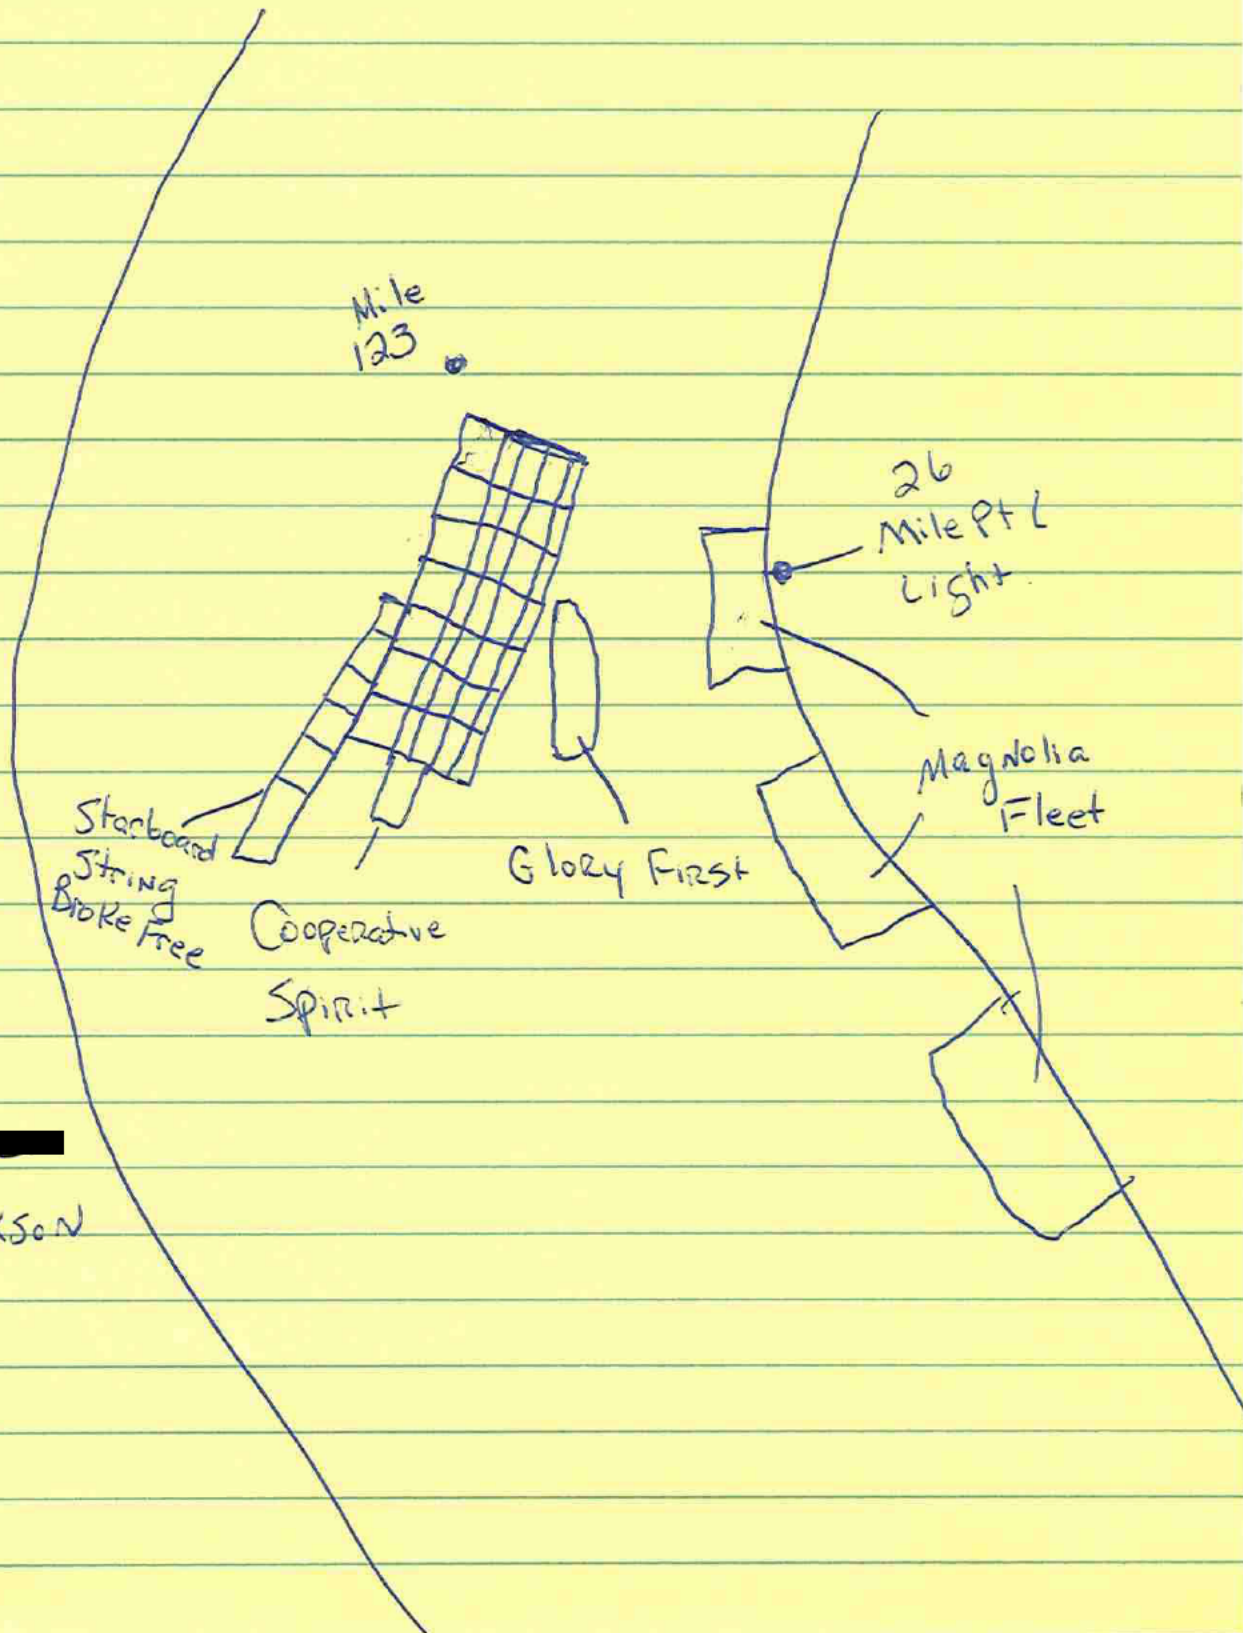 Mile
123
26
Mile Pt L
Light
Magnolia
Fleet
Starboard
String
Broke Free
Glory First
Cooperative
Spirit